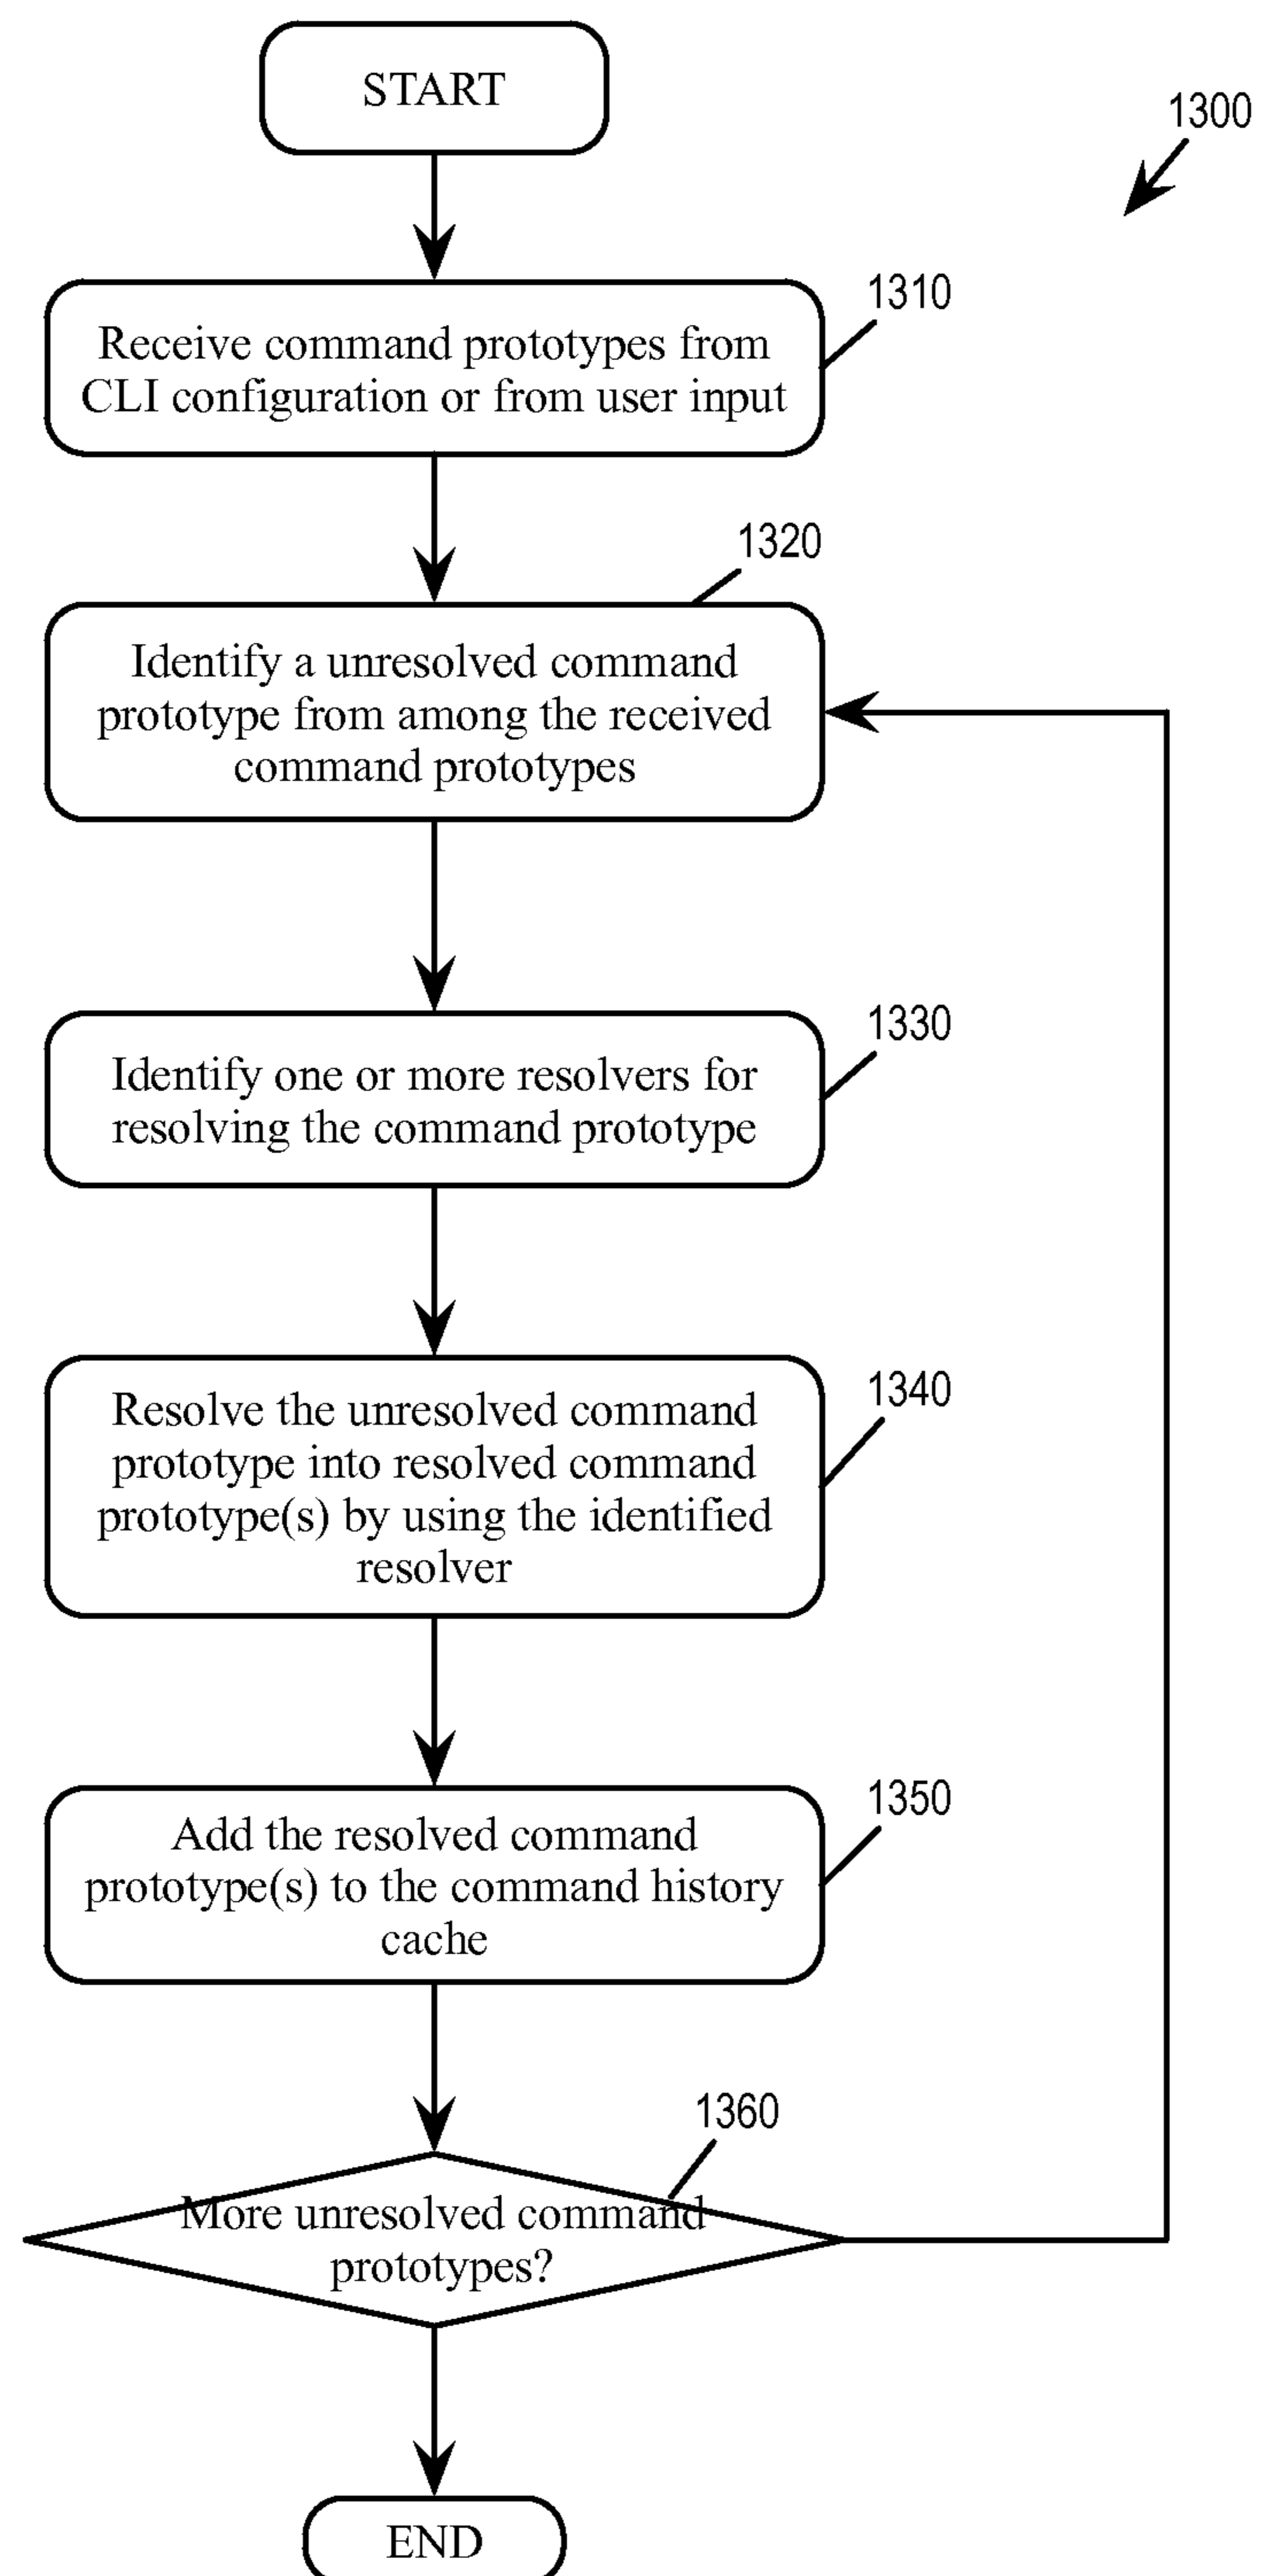 START
1300
1310
Receive command prototypes from
CLI configuration or from user input
1320
Identify a unresolved command
prototype from among the received
command prototypes
1330
Identify one or more resolvers for
resolving the command prototype
1340
Resolve the unresolved command
prototype into resolved command
prototype(s) by using the identified
resolver
1350
Add the resolved command
prototype(s) to the command history
cache
1360
More unresolved command
prototypes?
END